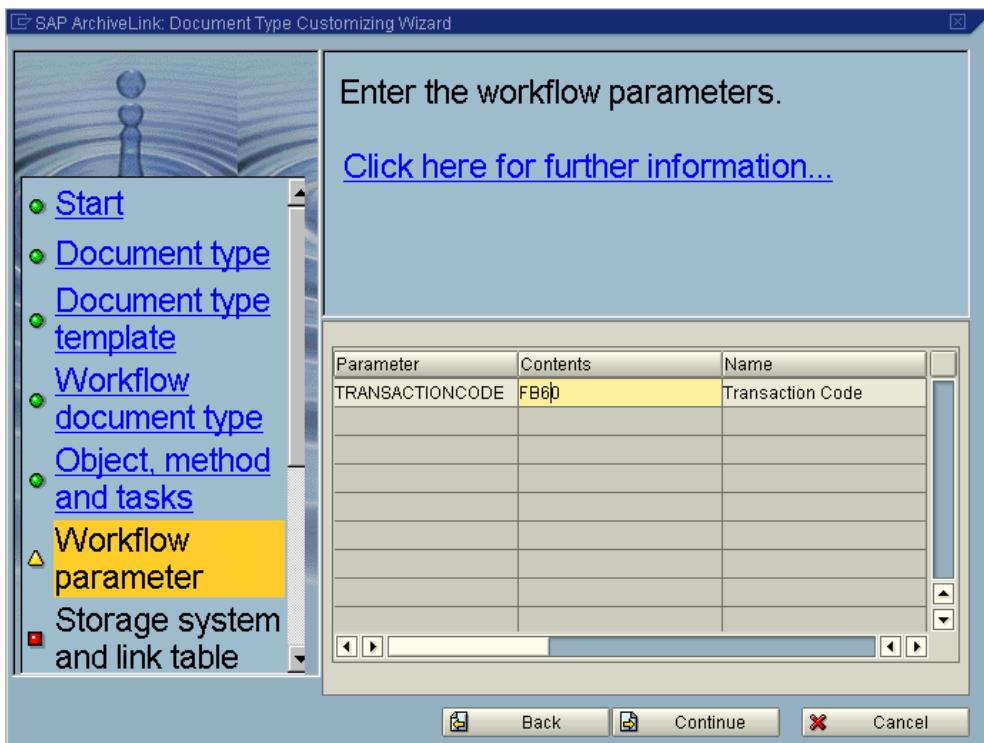 SAP ArchiveLink: Document Type Customizing Wizard
Enter the workflow parameters.
Click here for further information...
Start
Document type
Document type
template
Workflow
document type
Object, method
and tasks
Workflow
parameter
Storage system
and link table
Parameter Contents Name
TRANSACTIONCODE FB60 Transaction Code
Back Continue Cancel